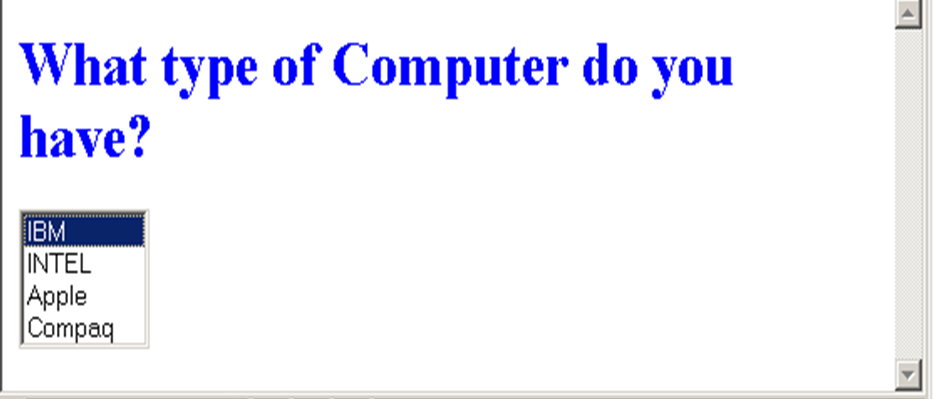 What type of Computer do you
have?
IBM
INTEL
Apple
Compaq